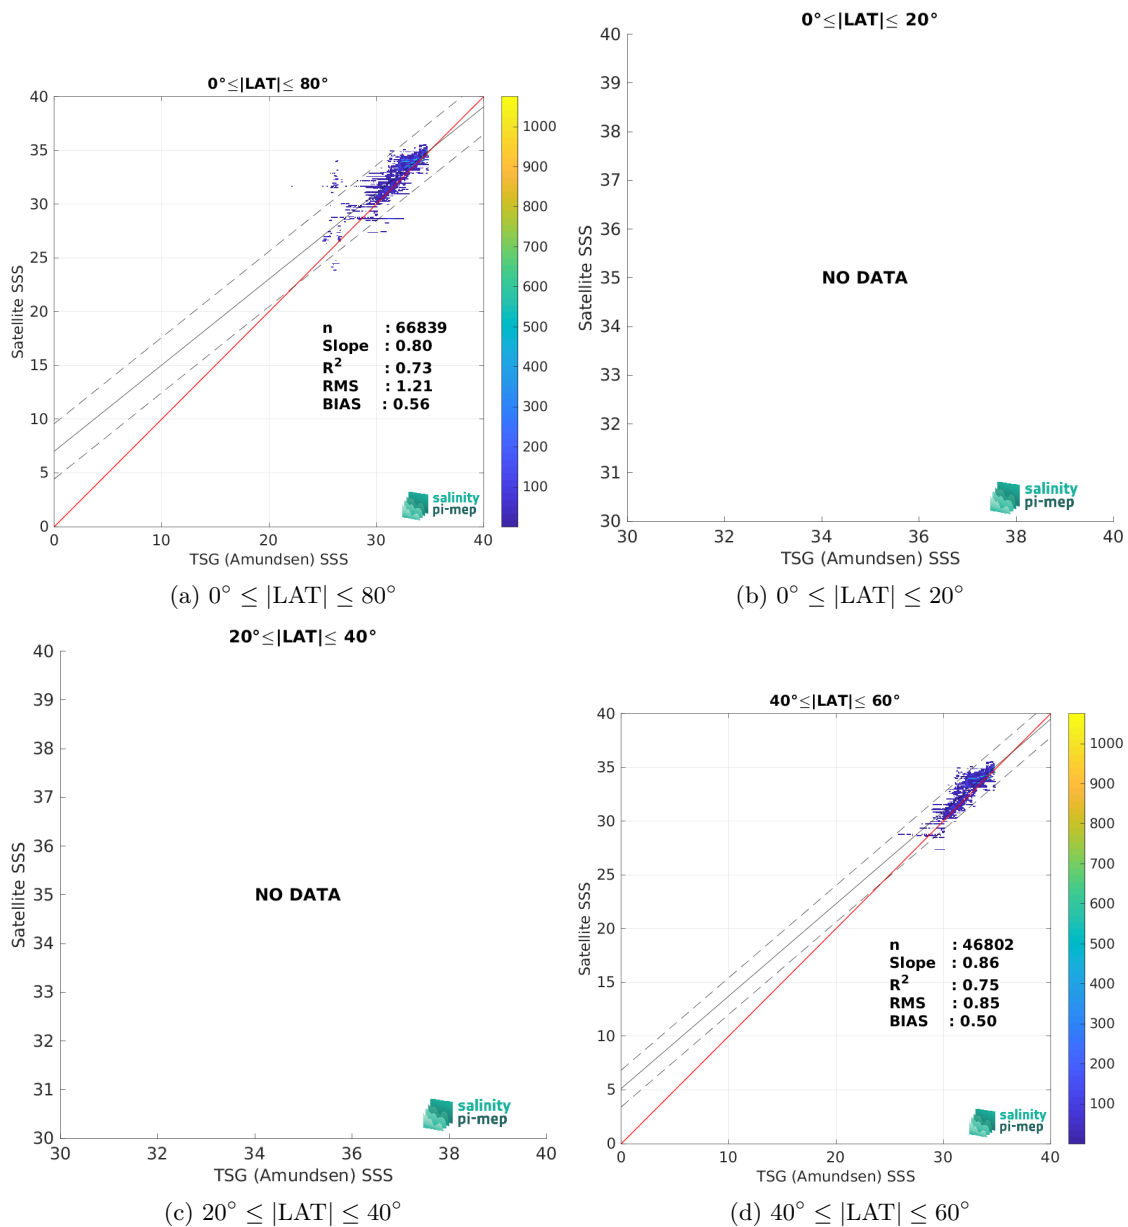 0°≤|LAT|≤ 80°
40
35
30
25
20
15
10
5
0
0
10
20
30
40
Satellite SSS
TSG (Amundsen) SSS
n : 66839
Slope : 0.80
R² : 0.73
RMS : 1.21
BIAS : 0.56
salinity
pi-mep
1000
900
800
700
600
500
400
300
200
100
(a) 0° ≤ |LAT| ≤ 80°
0°≤|LAT|≤ 20°
40
39
38
37
36
35
34
33
32
31
30
30
32
34
36
38
40
Satellite SSS
TSG (Amundsen) SSS
NO DATA
salinity
pi-mep
(b) 0° ≤ |LAT| ≤ 20°
20°≤|LAT|≤ 40°
40
39
38
37
36
35
34
33
32
31
30
30
32
34
36
38
40
Satellite SSS
TSG (Amundsen) SSS
NO DATA
salinity
pi-mep
(c) 20° ≤ |LAT| ≤ 40°
40°≤|LAT|≤ 60°
40
35
30
25
20
15
10
5
0
0
10
20
30
40
Satellite SSS
TSG (Amundsen) SSS
n : 46802
Slope : 0.86
R² : 0.75
RMS : 0.85
BIAS : 0.50
salinity
pi-mep
1000
900
800
700
600
500
400
300
200
100
(d) 40° ≤ |LAT| ≤ 60°